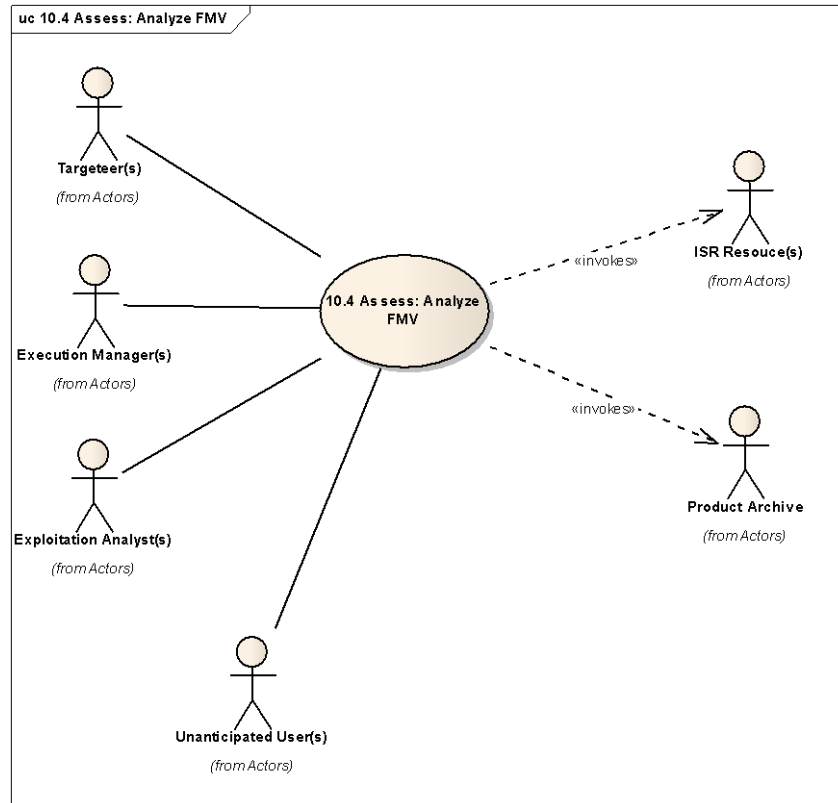 uc 10.4 Assess: Analyze FMV
Targeteer(s)
(from Actors)
Execution Manager(s)
(from Actors)
Exploitation Analyst(s)
(from Actors)
Unanticipated User(s)
(from Actors)
10.4 Assess: Analyze
FMV
«invokes»
ISR Resouce(s)
(from Actors)
«invokes»
Product Archive
(from Actors)